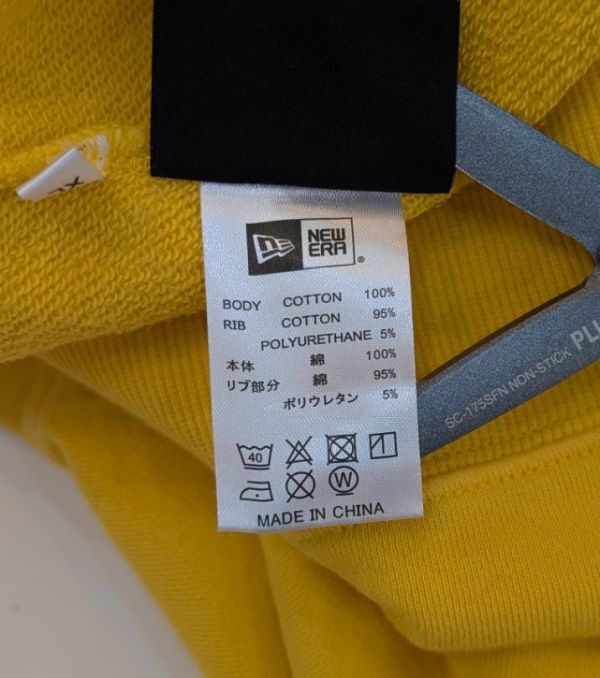 NEW
ERA®
BODY COTTON 100%
RIB COTTON 95%
POLYURETHANE 5%
本体 綿 100%
リブ部分 綿 95%
ポリウレタン 5%
40
W
MADE IN CHINA
SC-175SFN NON-STICK